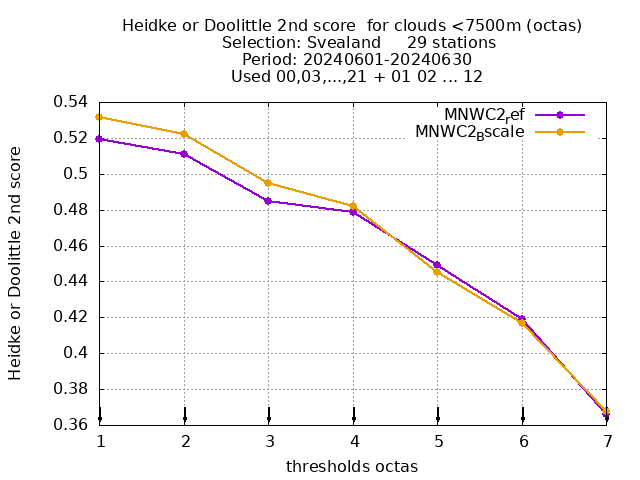 Heidke or Doolittle 2nd score  for clouds <7500m (octas)
Selection: Svealand     29 stations
Period: 20240601-20240630
Used 00,03,...,21 + 01 02 ... 12
MNWC2ref
MNWC2Bscale
Heidke or Doolittle 2nd score
0.54
0.52
0.5
0.48
0.46
0.44
0.42
0.4
0.38
0.36
1 2 3 4 5 6 7
thresholds octas